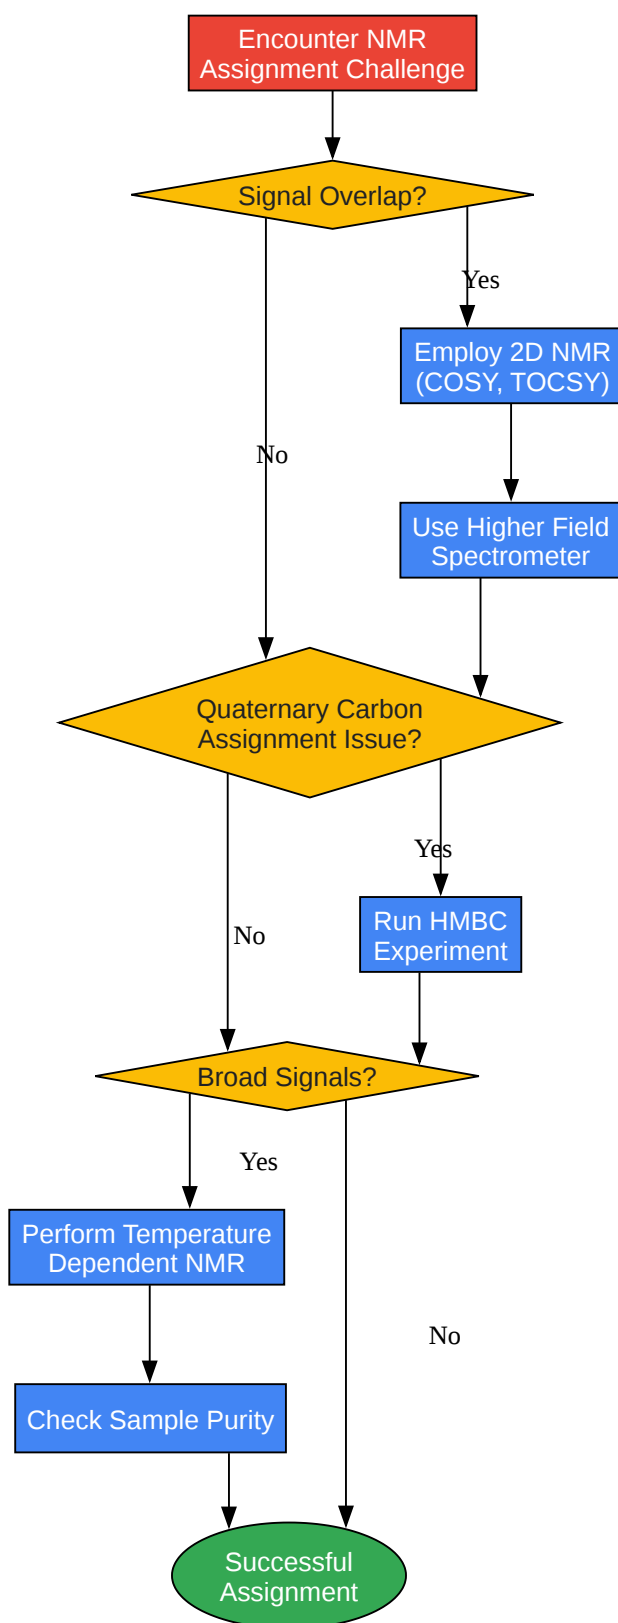 Encounter NMR
Assignment Challenge
Signal Overlap?
Yes
Employ 2D NMR
(COSY, TOCSY)
No
Use Higher Field
Spectrometer
Quaternary Carbon
Assignment Issue?
Yes
Run HMBC
Experiment
No
Broad Signals?
Yes
Perform Temperature
Dependent NMR
No
Check Sample Purity
Successful
Assignment